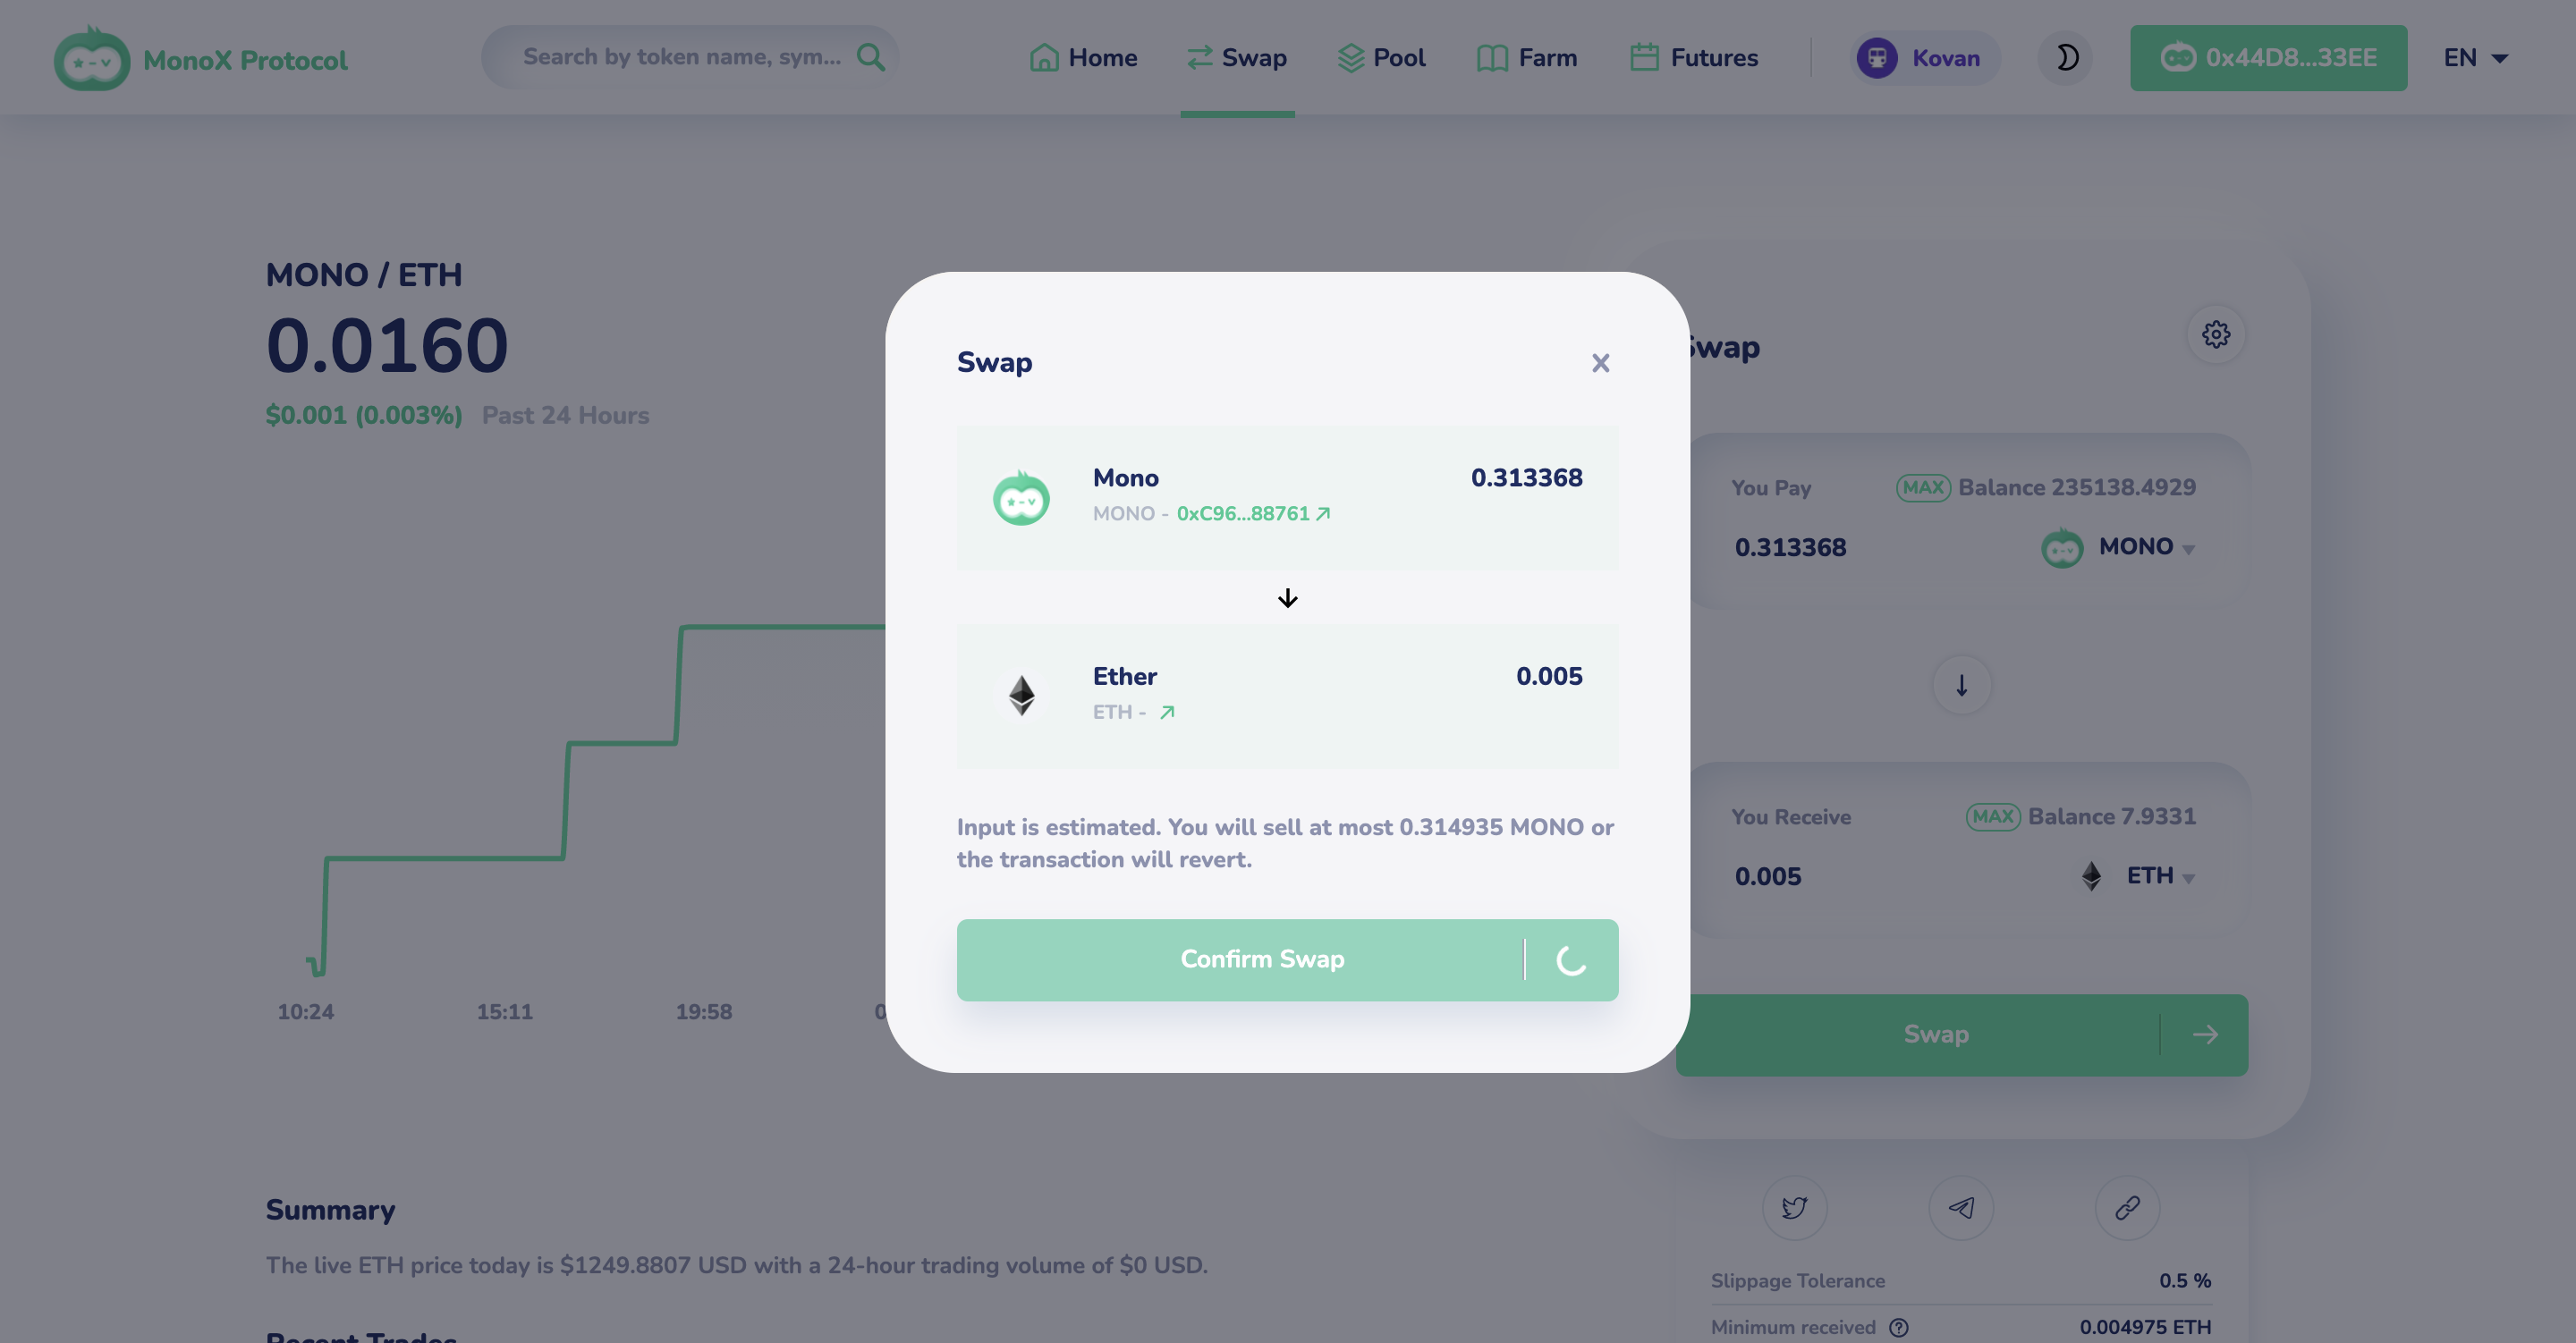 MonoX Protocol
Search by token name, sym...
Home
Swap
Pool
Farm
Futures
Kovan
0x44D8...33EE
EN
MONO / ETH
0.0160
$0.001 (0.003%) Past 24 Hours
10:24
15:11
19:58
0
Swap
x
Mono
0.313368
MONO - 0xC96...88761
Ether
0.005
ETH -
Input is estimated. You will sell at most 0.314935 MONO or
the transaction will revert.
Confirm Swap
Swap
You Pay
MAX Balance 235138.4929
0.313368
MONO
You Receive
MAX Balance 7.9331
0.005
ETH
Swap
Summary
The live ETH price today is $1249.8807 USD with a 24-hour trading volume of $0 USD.
Recent Trades
Slippage Tolerance
0.5 %
Minimum received ?
0.004975 ETH